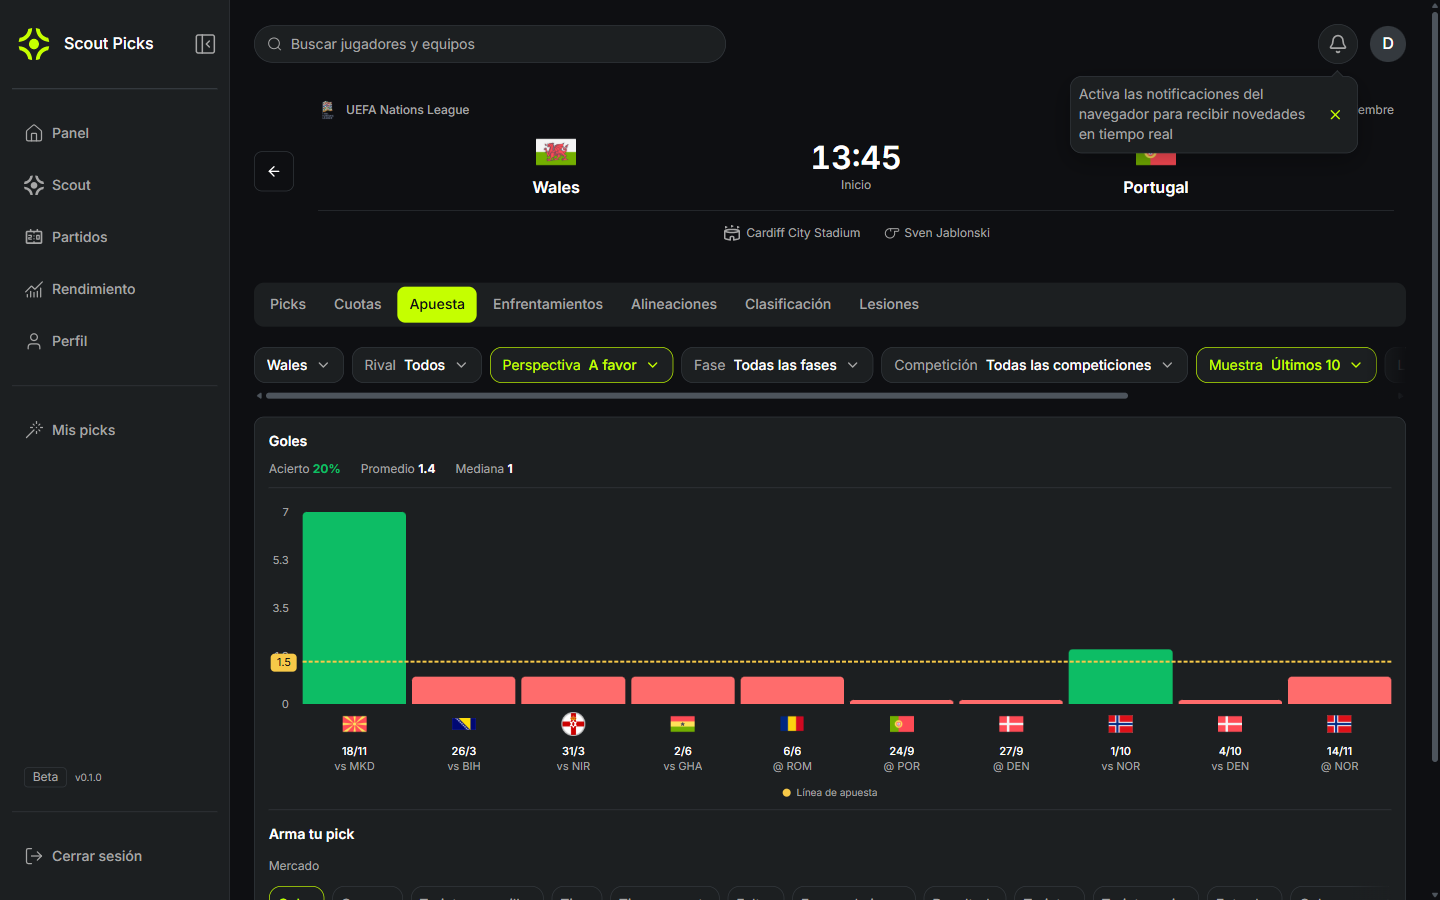 Scout Picks
Panel
Scout
Partidos
Rendimiento
Perfil
Mis picks
Beta v0.1.0
Cerrar sesión
Buscar jugadores y equipos
D
Activa las notificaciones del
navegador para recibir novedades
en tiempo real
UEFA Nations League
embre
Wales
13:45
Inicio
Portugal
Cardiff City Stadium
Sven Jablonski
Picks Cuotas Apuesta Enfrentamientos Alineaciones Clasificación Lesiones
Wales Rival Todos Perspectiva A favor Fase Todas las fases Competición Todas las competiciones Muestra Últimos 10
Goles
Acierto 20% Promedio 1.4 Mediana 1
7
5.3
3.5
1.5
0
18/11 26/3 31/3 2/6 6/6 24/9 27/9 1/10 4/10 14/11
vs MKD vs BIH vs NIR vs GHA @ ROM @ POR @ DEN vs NOR vs DEN @ NOR
Línea de apuesta
Arma tu pick
Mercado